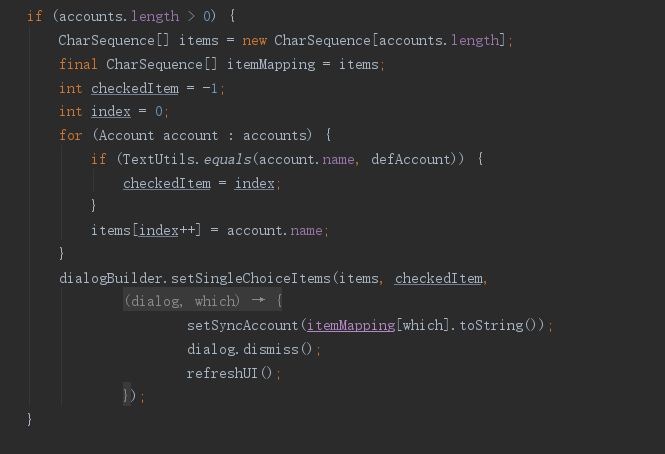 if (accounts.length > 0) {
    CharSequence[] items = new CharSequence[accounts.length];
    final CharSequence[] itemMapping = items;
    int checkedItem = -1;
    int index = 0;
    for (Account account : accounts) {
        if (TextUtils.equals(account.name, defAccount)) {
            checkedItem = index;
        }
        items[index++] = account.name;
    }
    dialogBuilder.setSingleChoiceItems(items, checkedItem,
            (dialog, which) → {
                    setSyncAccount(itemMapping[which].toString());
                    dialog.dismiss();
                    refreshUI();
            });
}